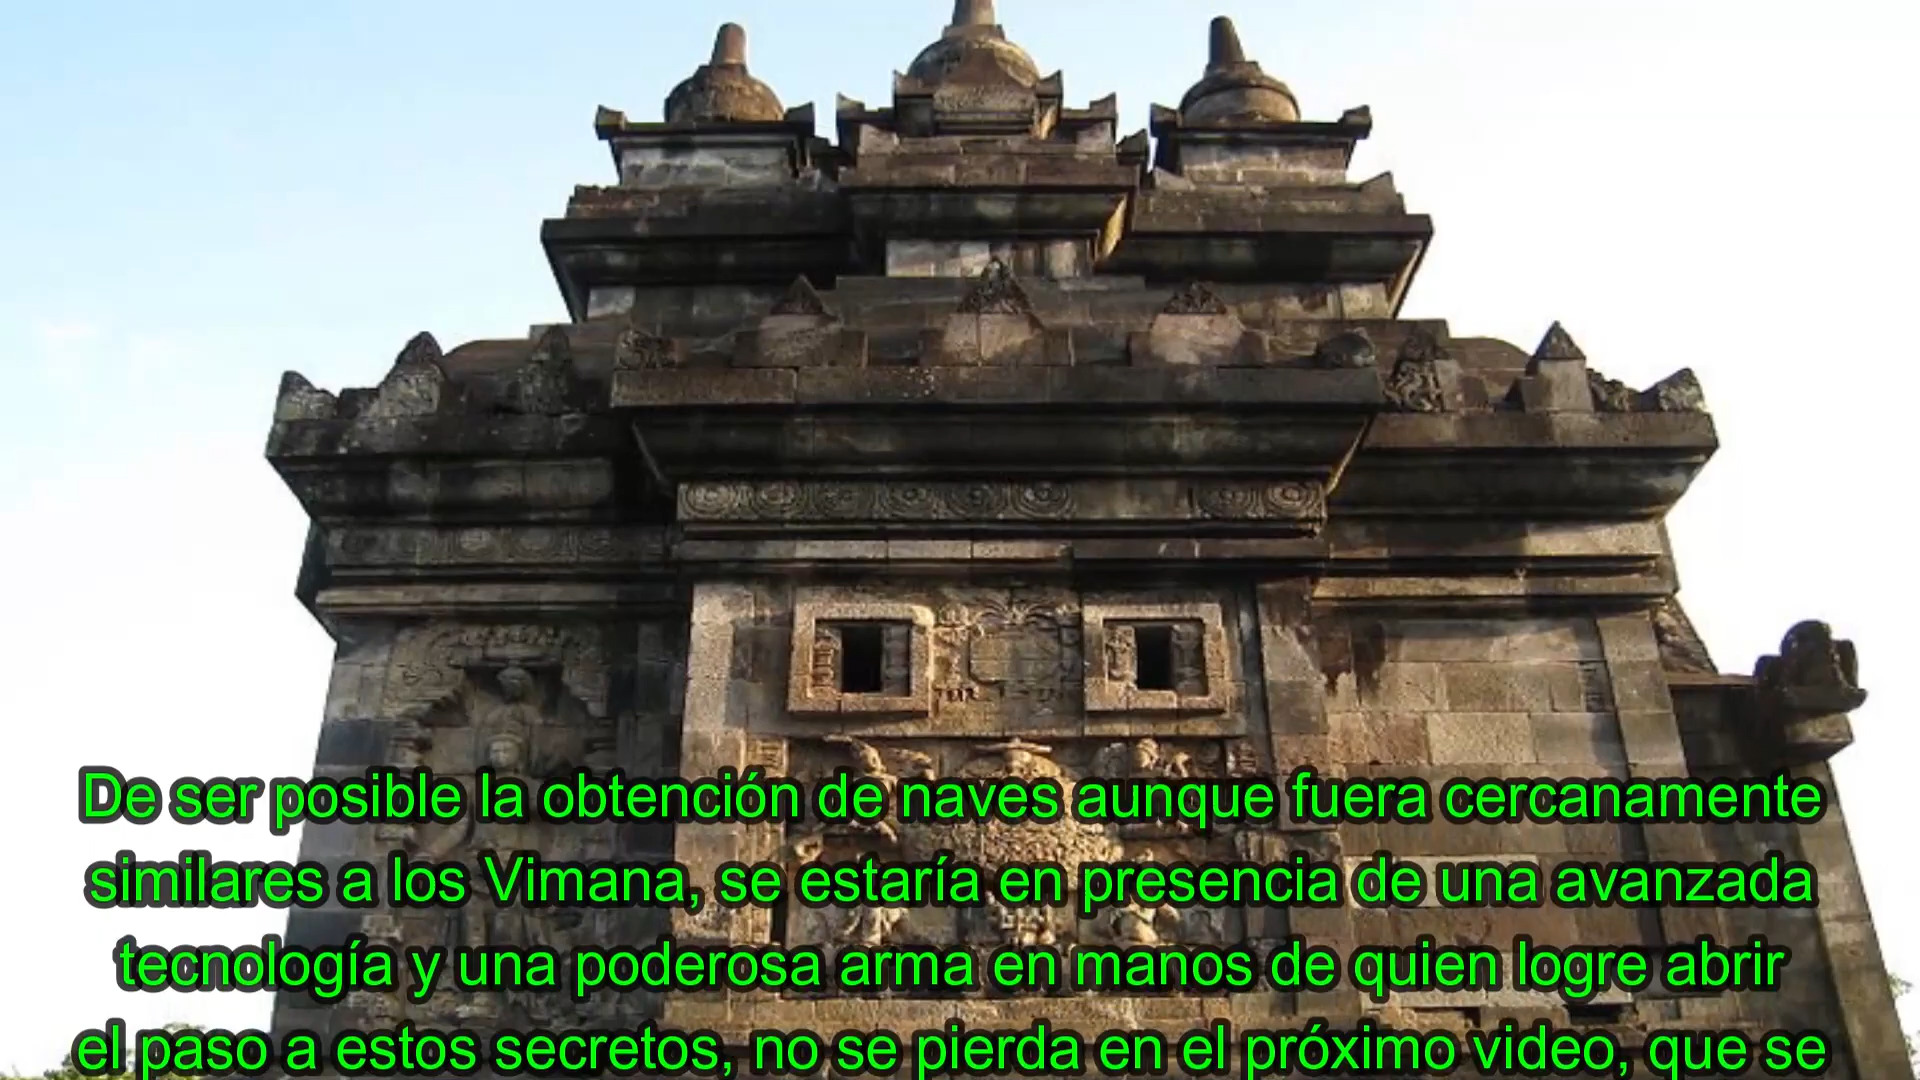 De ser posible la obtención de naves aunque fuera cercanamente
similares a los Vimana, se estaría en presencia de una avanzada
tecnología y una poderosa arma en manos de quien logre abrir
el paso a estos secretos, no se pierda en el próximo video, que se